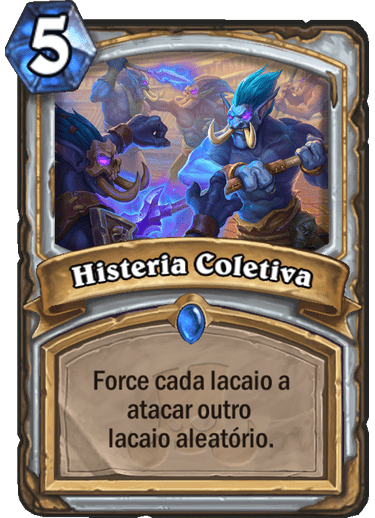 5
Histeria Coletiva
Force cada lacaio a
atacar outro
lacaio aleatório.